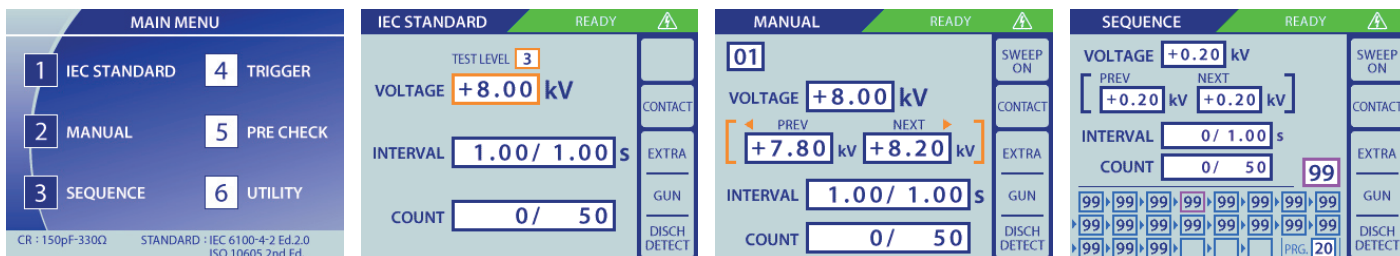 MAIN MENU
1 IEC STANDARD 4 TRIGGER
2 MANUAL 5 PRE CHECK
3 SEQUENCE 6 UTILITY
CR : 150pF-330Ω STANDARD : IEC 6100-4-2 Ed.2.0
ISO 10605 2nd Ed.
IEC STANDARD READY
TEST LEVEL 3
VOLTAGE +8.00 kV
CONTACT
INTERVAL 1.00/ 1.00 s
EXTRA
GUN
COUNT 0/ 50
DISCH
DETECT
MANUAL READY
01
SWEEP
ON
VOLTAGE +8.00 kV
CONTACT
PREV NEXT
+7.80 kV +8.20 kV
EXTRA
INTERVAL 1.00/ 1.00 s
GUN
COUNT 0/ 50
DISCH
DETECT
SEQUENCE READY
VOLTAGE +0.20 kV
SWEEP
ON
PREV NEXT
+0.20 kV +0.20 kV
CONTACT
INTERVAL 0/ 1.00 s
EXTRA
COUNT 0/ 50
99
GUN
99 99 99 99 99 99 99 99
99 99 99 99 99 99 99 99
99 99 99 PRG. 20
DISCH
DETECT